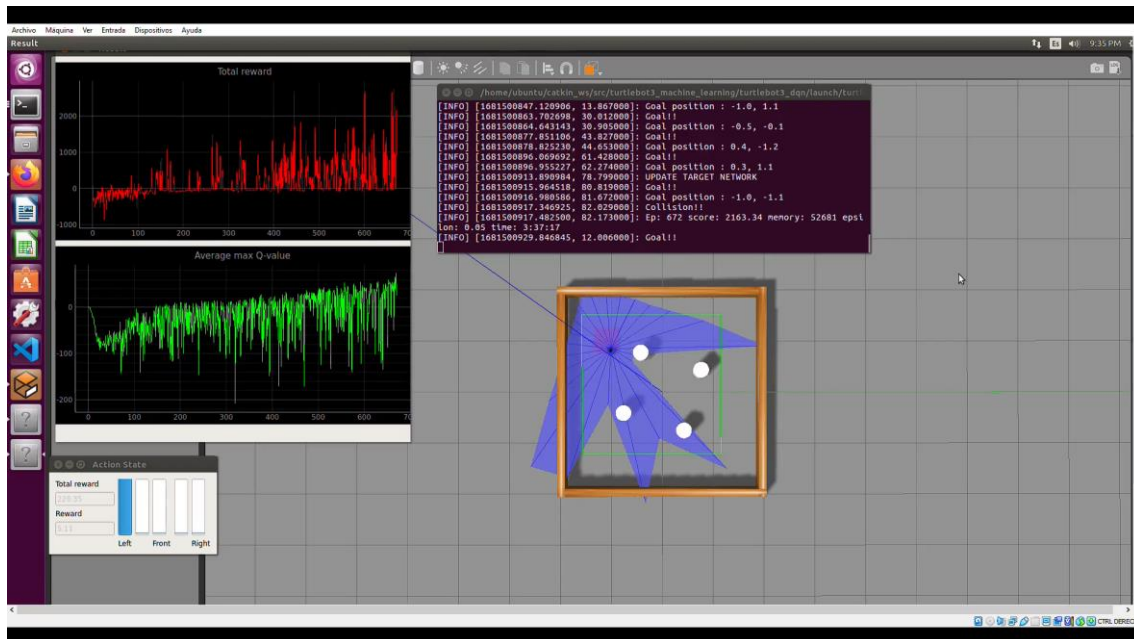 Archivo Máquina Ver Entrada Dispositivos Ayuda
Result
Es 9:35 PM
Total reward
2000
1000
0
-1000
0 100 200 300 400 500 600 70
Average max Q-value
0
-100
-200
0 100 200 300 400 500 600 70
/home/ubuntu/catkin_ws/src/turtlebot3_machine_learning/turtlebot3_dqn/launch/turt
[INFO] [1681500847.120906, 13.867000]: Goal position : -1.0, 1.1
[INFO] [1681500863.702698, 30.012000]: Goal!!
[INFO] [1681500864.643143, 30.905000]: Goal position : -0.5, -0.1
[INFO] [1681500877.851106, 43.827000]: Goal!!
[INFO] [1681500878.825230, 44.653000]: Goal position : 0.4, -1.2
[INFO] [1681500896.069692, 61.428000]: Goal!!
[INFO] [1681500896.955227, 62.274000]: Goal position : 0.3, 1.1
[INFO] [1681500913.890984, 78.799000]: UPDATE TARGET NETWORK
[INFO] [1681500915.964518, 80.819000]: Goal!!
[INFO] [1681500916.980586, 81.672000]: Goal position : -1.0, -1.1
[INFO] [1681500917.346925, 82.029000]: Collision!!
[INFO] [1681500917.482500, 82.173000]: Ep: 672 score: 2163.34 memory: 52681 epsi
lon: 0.05 time: 3:37:17
[INFO] [1681500929.846845, 12.006000]: Goal!!
Action State
Total reward
Reward
Left Front Right
CTRL DEREC